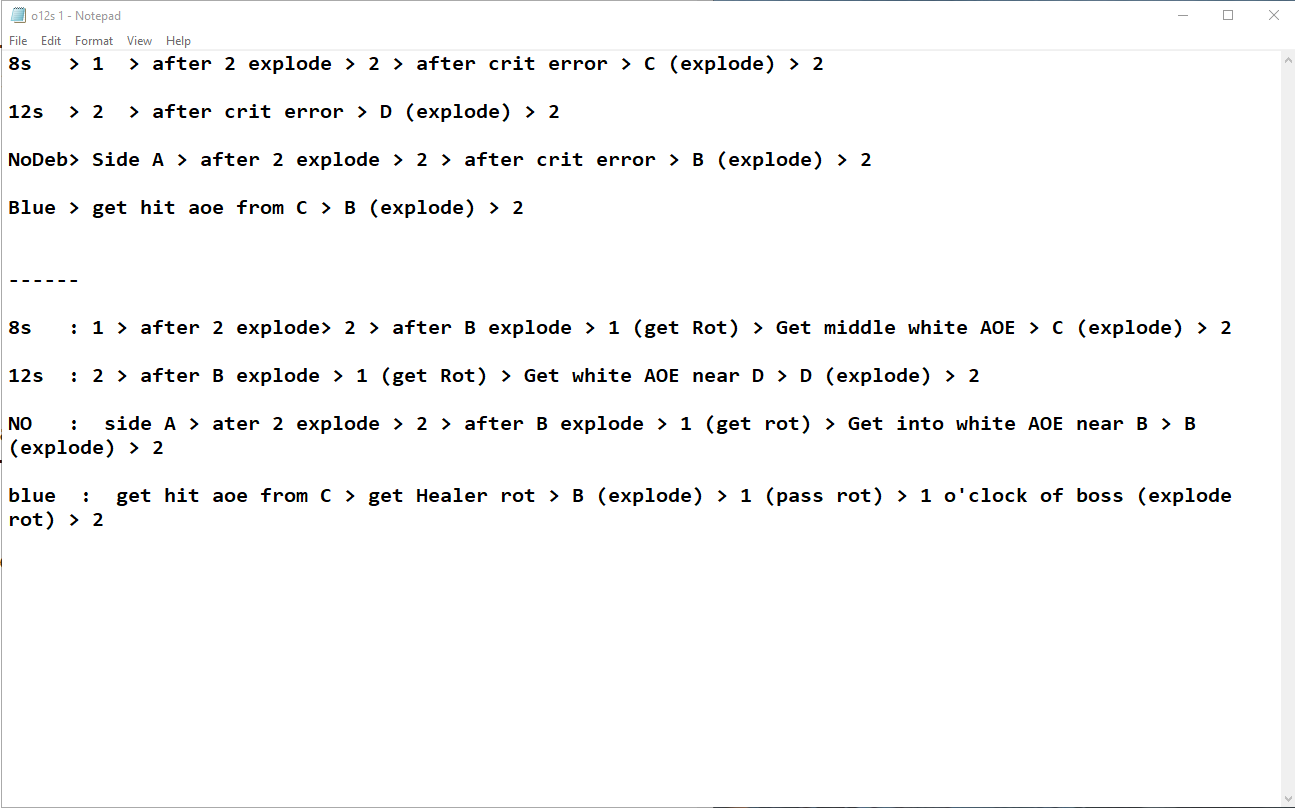 o12s 1 - Notepad
File Edit Format View Help
8s   > 1  > after 2 explode > 2 > after crit error > C (explode) > 2
12s  > 2  > after crit error > D (explode) > 2
NoDeb> Side A > after 2 explode > 2 > after crit error > B (explode) > 2
Blue > get hit aoe from C > B (explode) > 2
------
8s   : 1 > after 2 explode> 2 > after B explode > 1 (get Rot) > Get middle white AOE > C (explode) > 2
12s  : 2 > after B explode > 1 (get Rot) > Get white AOE near D > D (explode) > 2
NO   :  side A > ater 2 explode > 2 > after B explode > 1 (get rot) > Get into white AOE near B > B
(explode) > 2
blue  :  get hit aoe from C > get Healer rot > B (explode) > 1 (pass rot) > 1 o'clock of boss (explode
rot) > 2